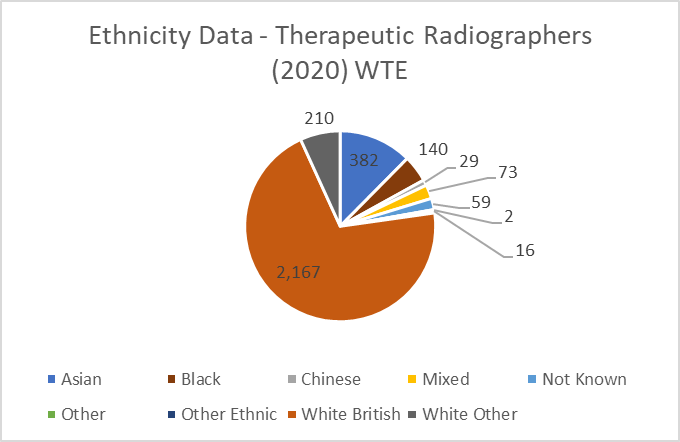 Ethnicity Data - Therapeutic Radiographers
(2020) WTE
210
382
140
29
73
59
2
16
2,167
Asian Black Chinese Mixed Not Known
Other Other Ethnic White British White Other